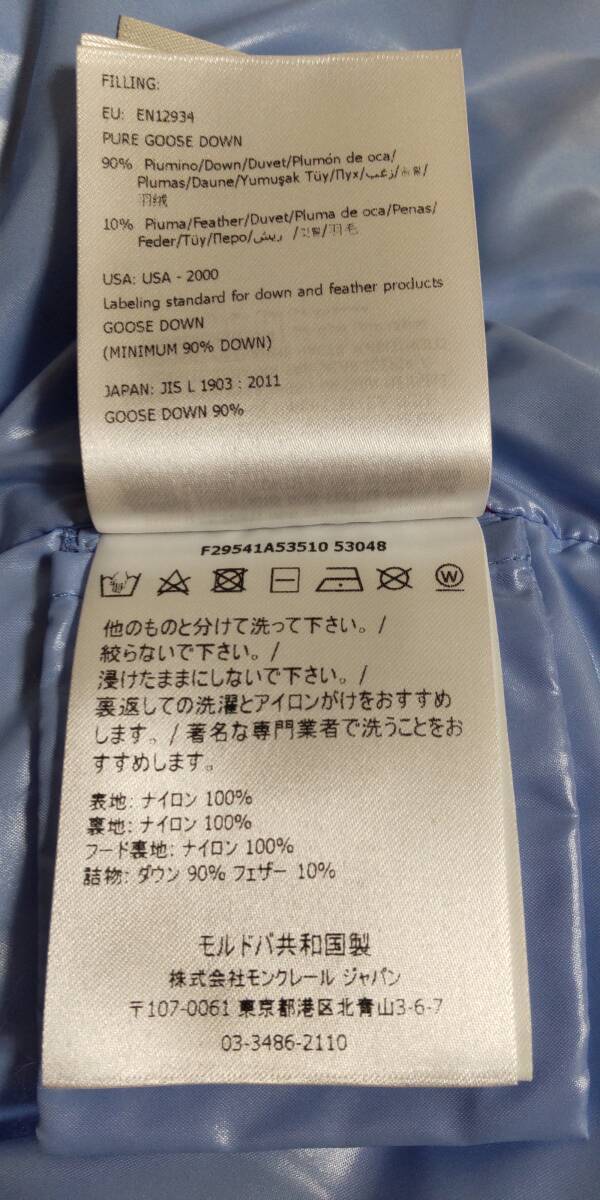 FILLING:
EU: EN12934
PURE GOOSE DOWN
90% Piumino/Down/Duvet/Plumón de oca/
Plumas/Daune/Yumuşak Tüy/Пух/زغب/솜털/
羽绒
10% Piuma/Feather/Duvet/Pluma de oca/Penas/
Feder/Tüy/Перо/ريش /깃털/羽毛
USA: USA - 2000
Labeling standard for down and feather products
GOOSE DOWN
(MINIMUM 90% DOWN)
JAPAN: JIS L 1903 : 2011
GOOSE DOWN 90%
F29541A53510 53048
W
他のものと分けて洗って下さい。/
絞らないで下さい。/
浸けたままにしないで下さい。/
裏返しての洗濯とアイロンがけをおすすめ
します。/ 著名な専門業者で洗うことをお
すすめします。
表地: ナイロン 100%
裏地: ナイロン 100%
フード裏地: ナイロン 100%
詰物: ダウン 90% フェザー 10%
モルドバ共和国製
株式会社モンクレール ジャパン
〒107-0061 東京都港区北青山3-6-7
03-3486-2110